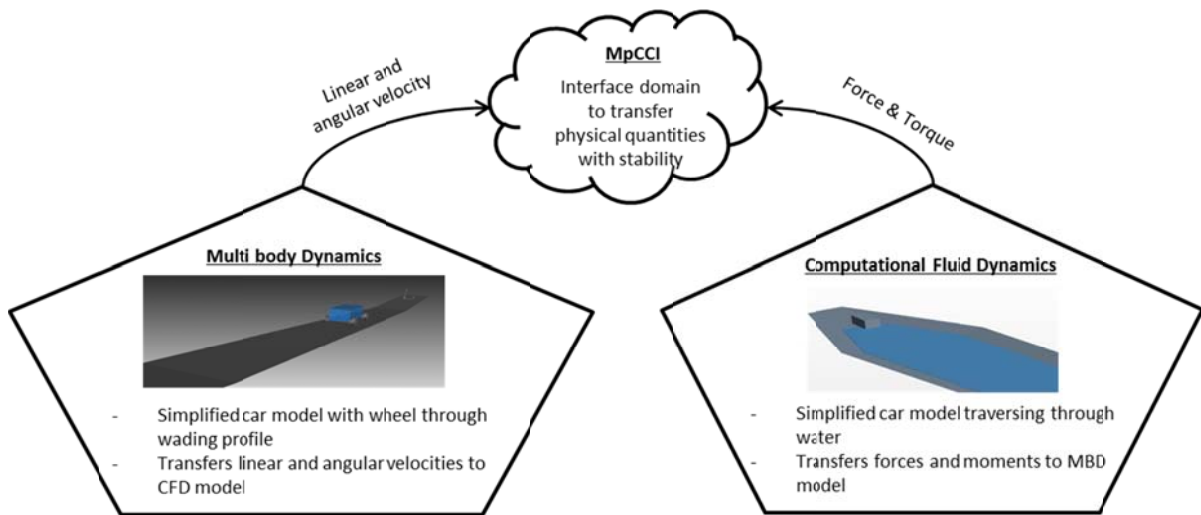 MpCCI
Interface domain
to transfer
physical quantities
with stability
Linear and
angular velocity
Force & Torque
Multi body Dynamics
- Simplified car model with wheel through
wading profile
- Transfers linear and angular velocities to
CFD model
Computational Fluid Dynamics
- Simplified car model traversing through
water
- Transfers forces and moments to MBD
model